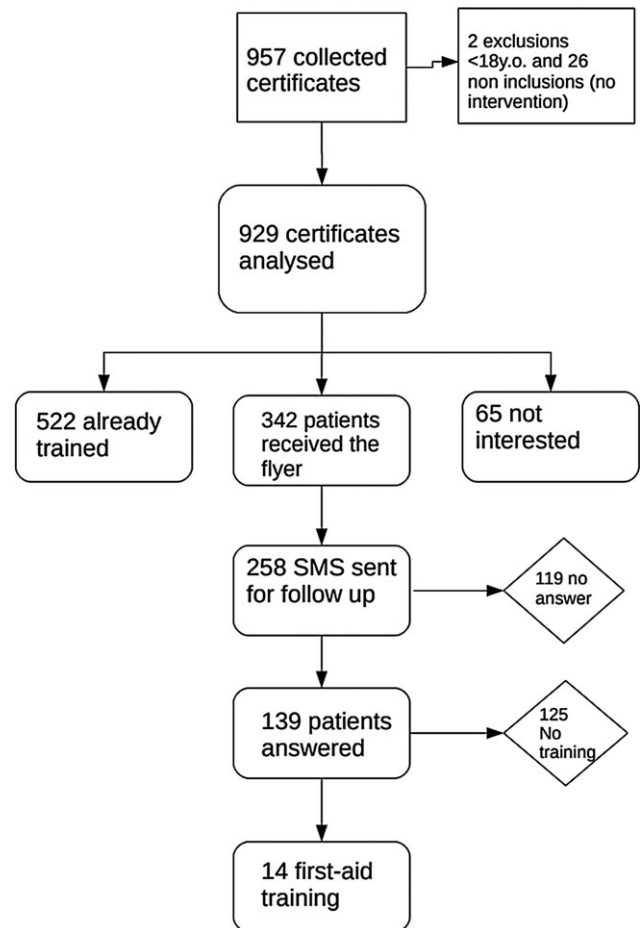 957 collected
certificates
2 exclusions
<18y.o. and 26
non inclusions (no
intervention)
929 certificates
analysed
522 already
trained
342 patients
received the
flyer
65 not
interested
258 SMS sent
for follow up
119 no
answer
139 patients
answered
125
No
training
14 first-aid
training